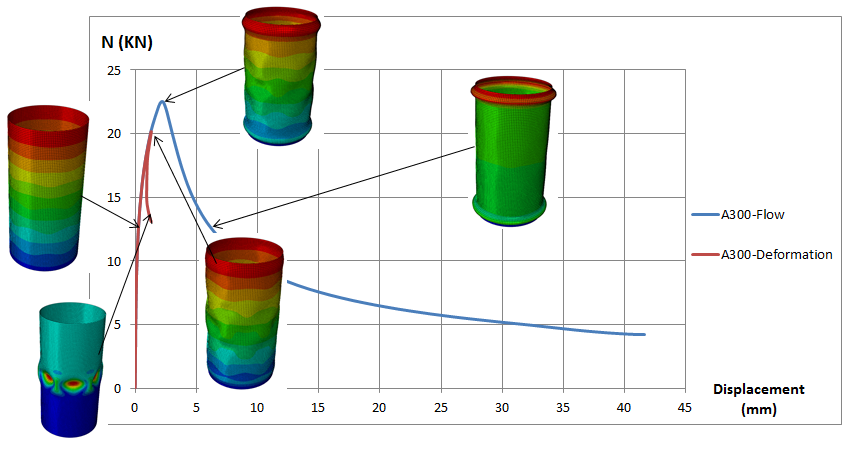 N (KN)
25
20
15
10
5
0
0 5 10 15 20 25 30 35 40 45
Displacement
(mm)
A300-Flow
A300-Deformation